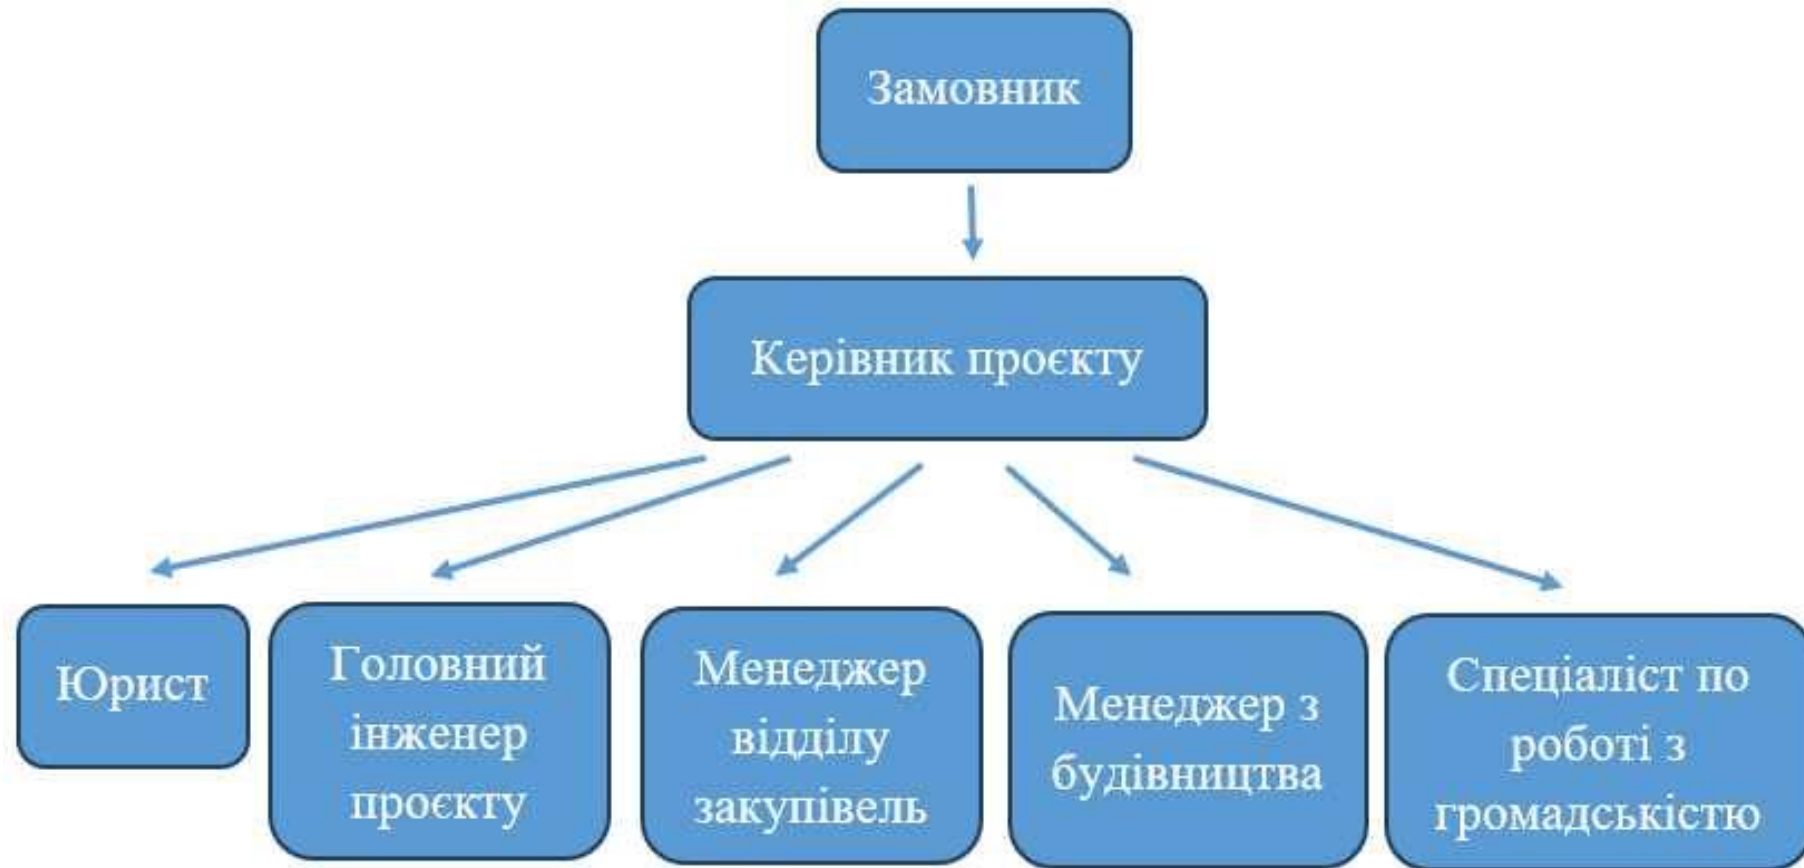 Замовник
Керівник проєкту
Юрист
Головний
інженер
проєкту
Менеджер
відділу
закупівель
Менеджер з
будівництва
Спеціаліст по
роботі з
громадськістю